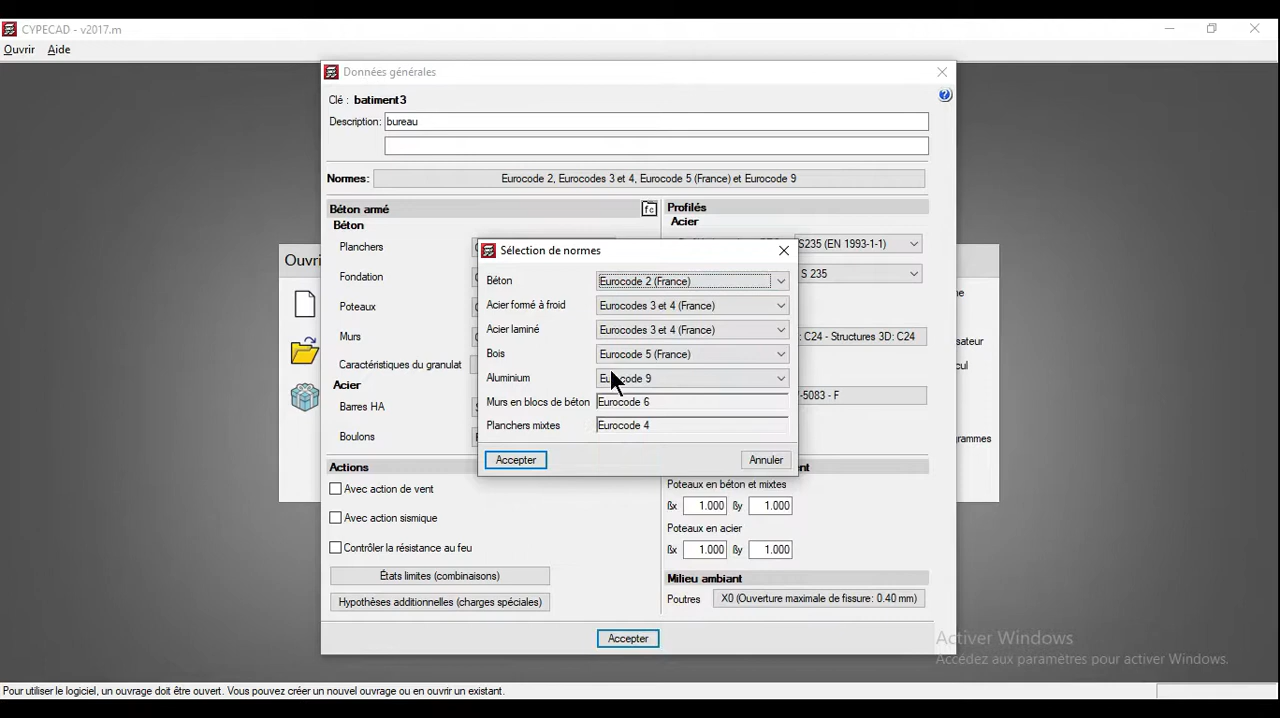 CYPECAD - v2017.m
Ouvrir Aide
Données générales
Clé : batiment3
Description: bureau
Normes: Eurocode 2, Eurocodes 3 et 4, Eurocode 5 (France) et Eurocode 9
Béton armé
Béton
Planchers
Fondation
Poteaux
Murs
Caractéristiques du granulat
Acier
Barres HA
Boulons
Profilés
Acier
S235 (EN 1993-1-1)
S 235
: C24 - Structures 3D: C24
-5083 - F
Ouvri
Sélection de normes
Béton Eurocode 2 (France)
Acier formé à froid Eurocodes 3 et 4 (France)
Acier laminé Eurocodes 3 et 4 (France)
Bois Eurocode 5 (France)
Aluminium Eurocode 9
Murs en blocs de béton Eurocode 6
Planchers mixtes Eurocode 4
Accepter Annuler
Actions
Avec action de vent
Avec action sismique
Contrôler la résistance au feu
États limites (combinaisons)
Hypothèses additionnelles (charges spéciales)
Poteaux en béton et mixtes
ßx 1.000 ßy 1.000
Poteaux en acier
ßx 1.000 ßy 1.000
Milieu ambiant
Poutres X0 (Ouverture maximale de fissure: 0.40 mm)
Accepter
Activer Windows
Accédez aux paramètres pour activer Windows.
Pour utiliser le logiciel, un ouvrage doit être ouvert. Vous pouvez créer un nouvel ouvrage ou en ouvrir un existant.